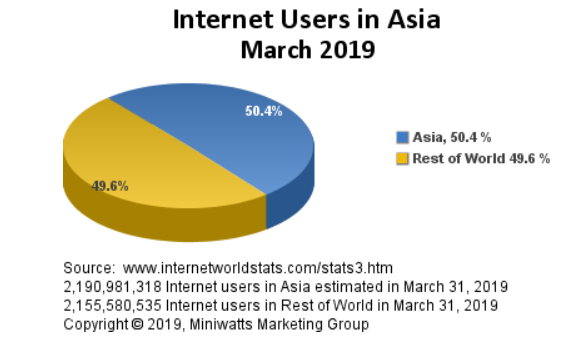 Internet Users in Asia
March 2019
50.4%
Asia, 50.4 %
Rest of World 49.6 %
49.6%
Source: www.internetworldstats.com/stats3.htm
2,190,981,318 Internet users in Asia estimated in March 31, 2019
2,155,580,535 Internet users in Rest of World in March 31, 2019
Copyright © 2019, Miniwatts Marketing Group